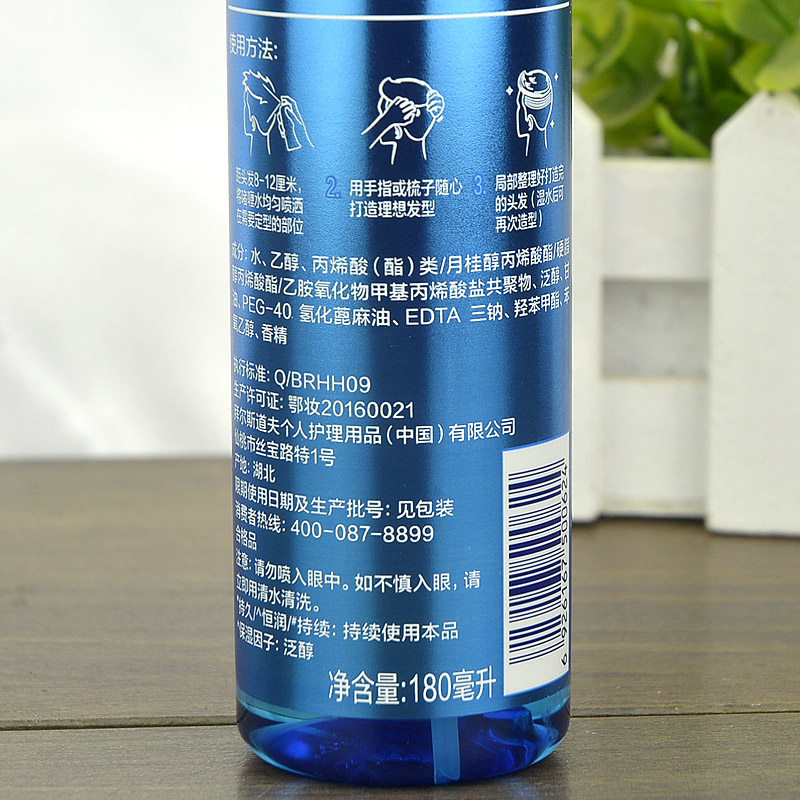 使用方法:
距头发8-12厘米,
将啫喱水均匀喷洒
在需要定型的部位
2. 用手指或梳子随心
打造理想发型
3. 局部整理好打造完
的头发(湿水后可
再次造型)
成分: 水、乙醇、丙烯酸(酯)类/月桂醇丙烯酸酯/硬脂
醇丙烯酸酯/乙胺氧化物甲基丙烯酸盐共聚物、泛醇、甘
油、PEG-40 氢化蓖麻油、EDTA 三钠、羟苯甲酯、苯
氧乙醇、香精
执行标准: Q/BRHH09
生产许可证: 鄂妆20160021
拜尔斯道夫个人护理用品(中国)有限公司
仙桃市丝宝路特1号
产地: 湖北
限期使用日期及生产批号: 见包装
消费者热线: 400-087-8899
合格品
注意: 请勿喷入眼中。如不慎入眼, 请
立即用清水清洗。
*持久/^恒润/*持续: 持续使用本品
*保湿因子: 泛醇
净含量:180毫升
6 926167 500624